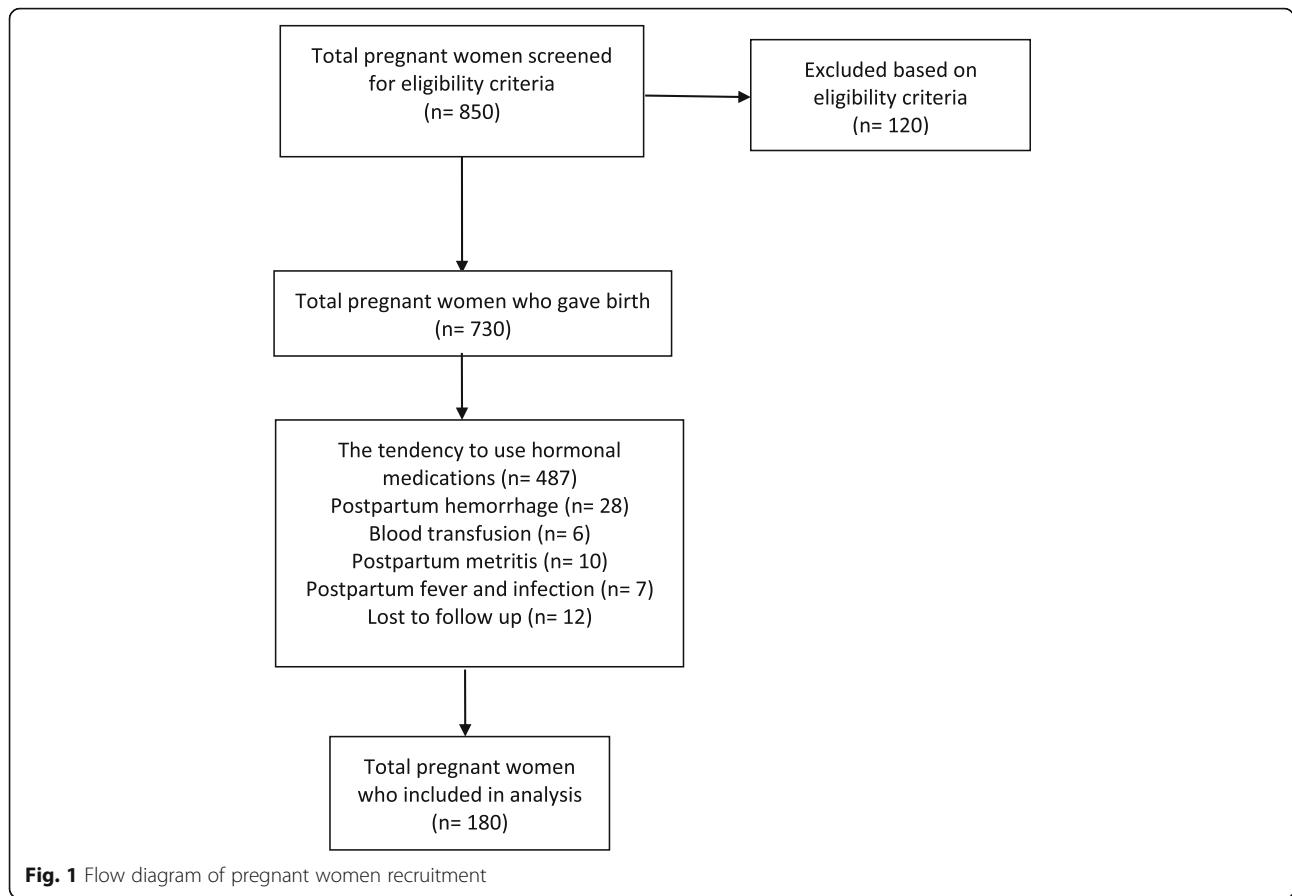 Total pregnant women screened
for eligibility criteria
(n= 850)
Excluded based on
eligibility criteria
(n= 120)
Total pregnant women who gave birth
(n= 730)
The tendency to use hormonal
medications (n= 487)
Postpartum hemorrhage (n= 28)
Blood transfusion (n= 6)
Postpartum metritis (n= 10)
Postpartum fever and infection (n= 7)
Lost to follow up (n= 12)
Total pregnant women
who included in analysis
(n= 180)
Fig. 1 Flow diagram of pregnant women recruitment